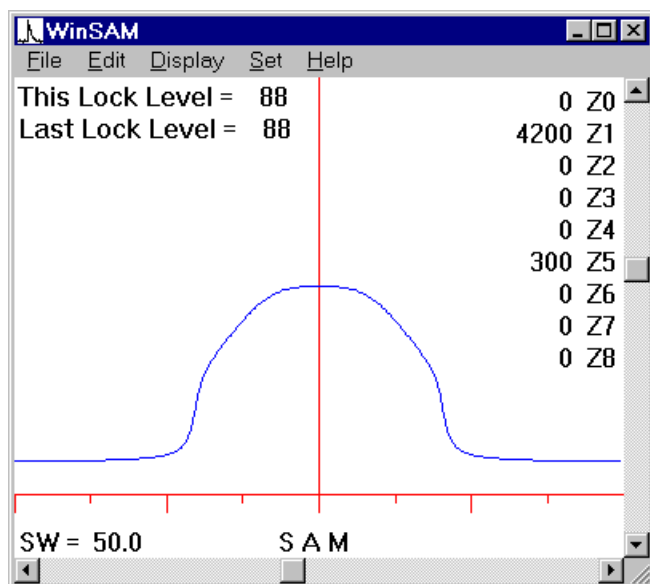 WinSAM
File Edit Display Set Help
This Lock Level = 88
Last Lock Level = 88
0 Z0
4200 Z1
0 Z2
0 Z3
0 Z4
300 Z5
0 Z6
0 Z7
0 Z8
SW = 50.0 S A M